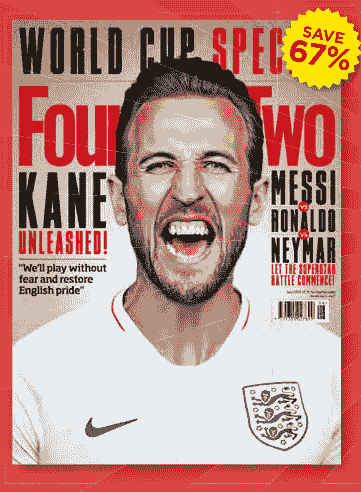 SAVE
67%
WORLD CUP SPEC
Fou Two
KANE
UNLEASHED!
"We'll play without
fear and restore
English pride"
MESSI
VS
RONALDO
VS
NEYMAR
LET THE SUPERSTAR
BATTLE COMMENCE!